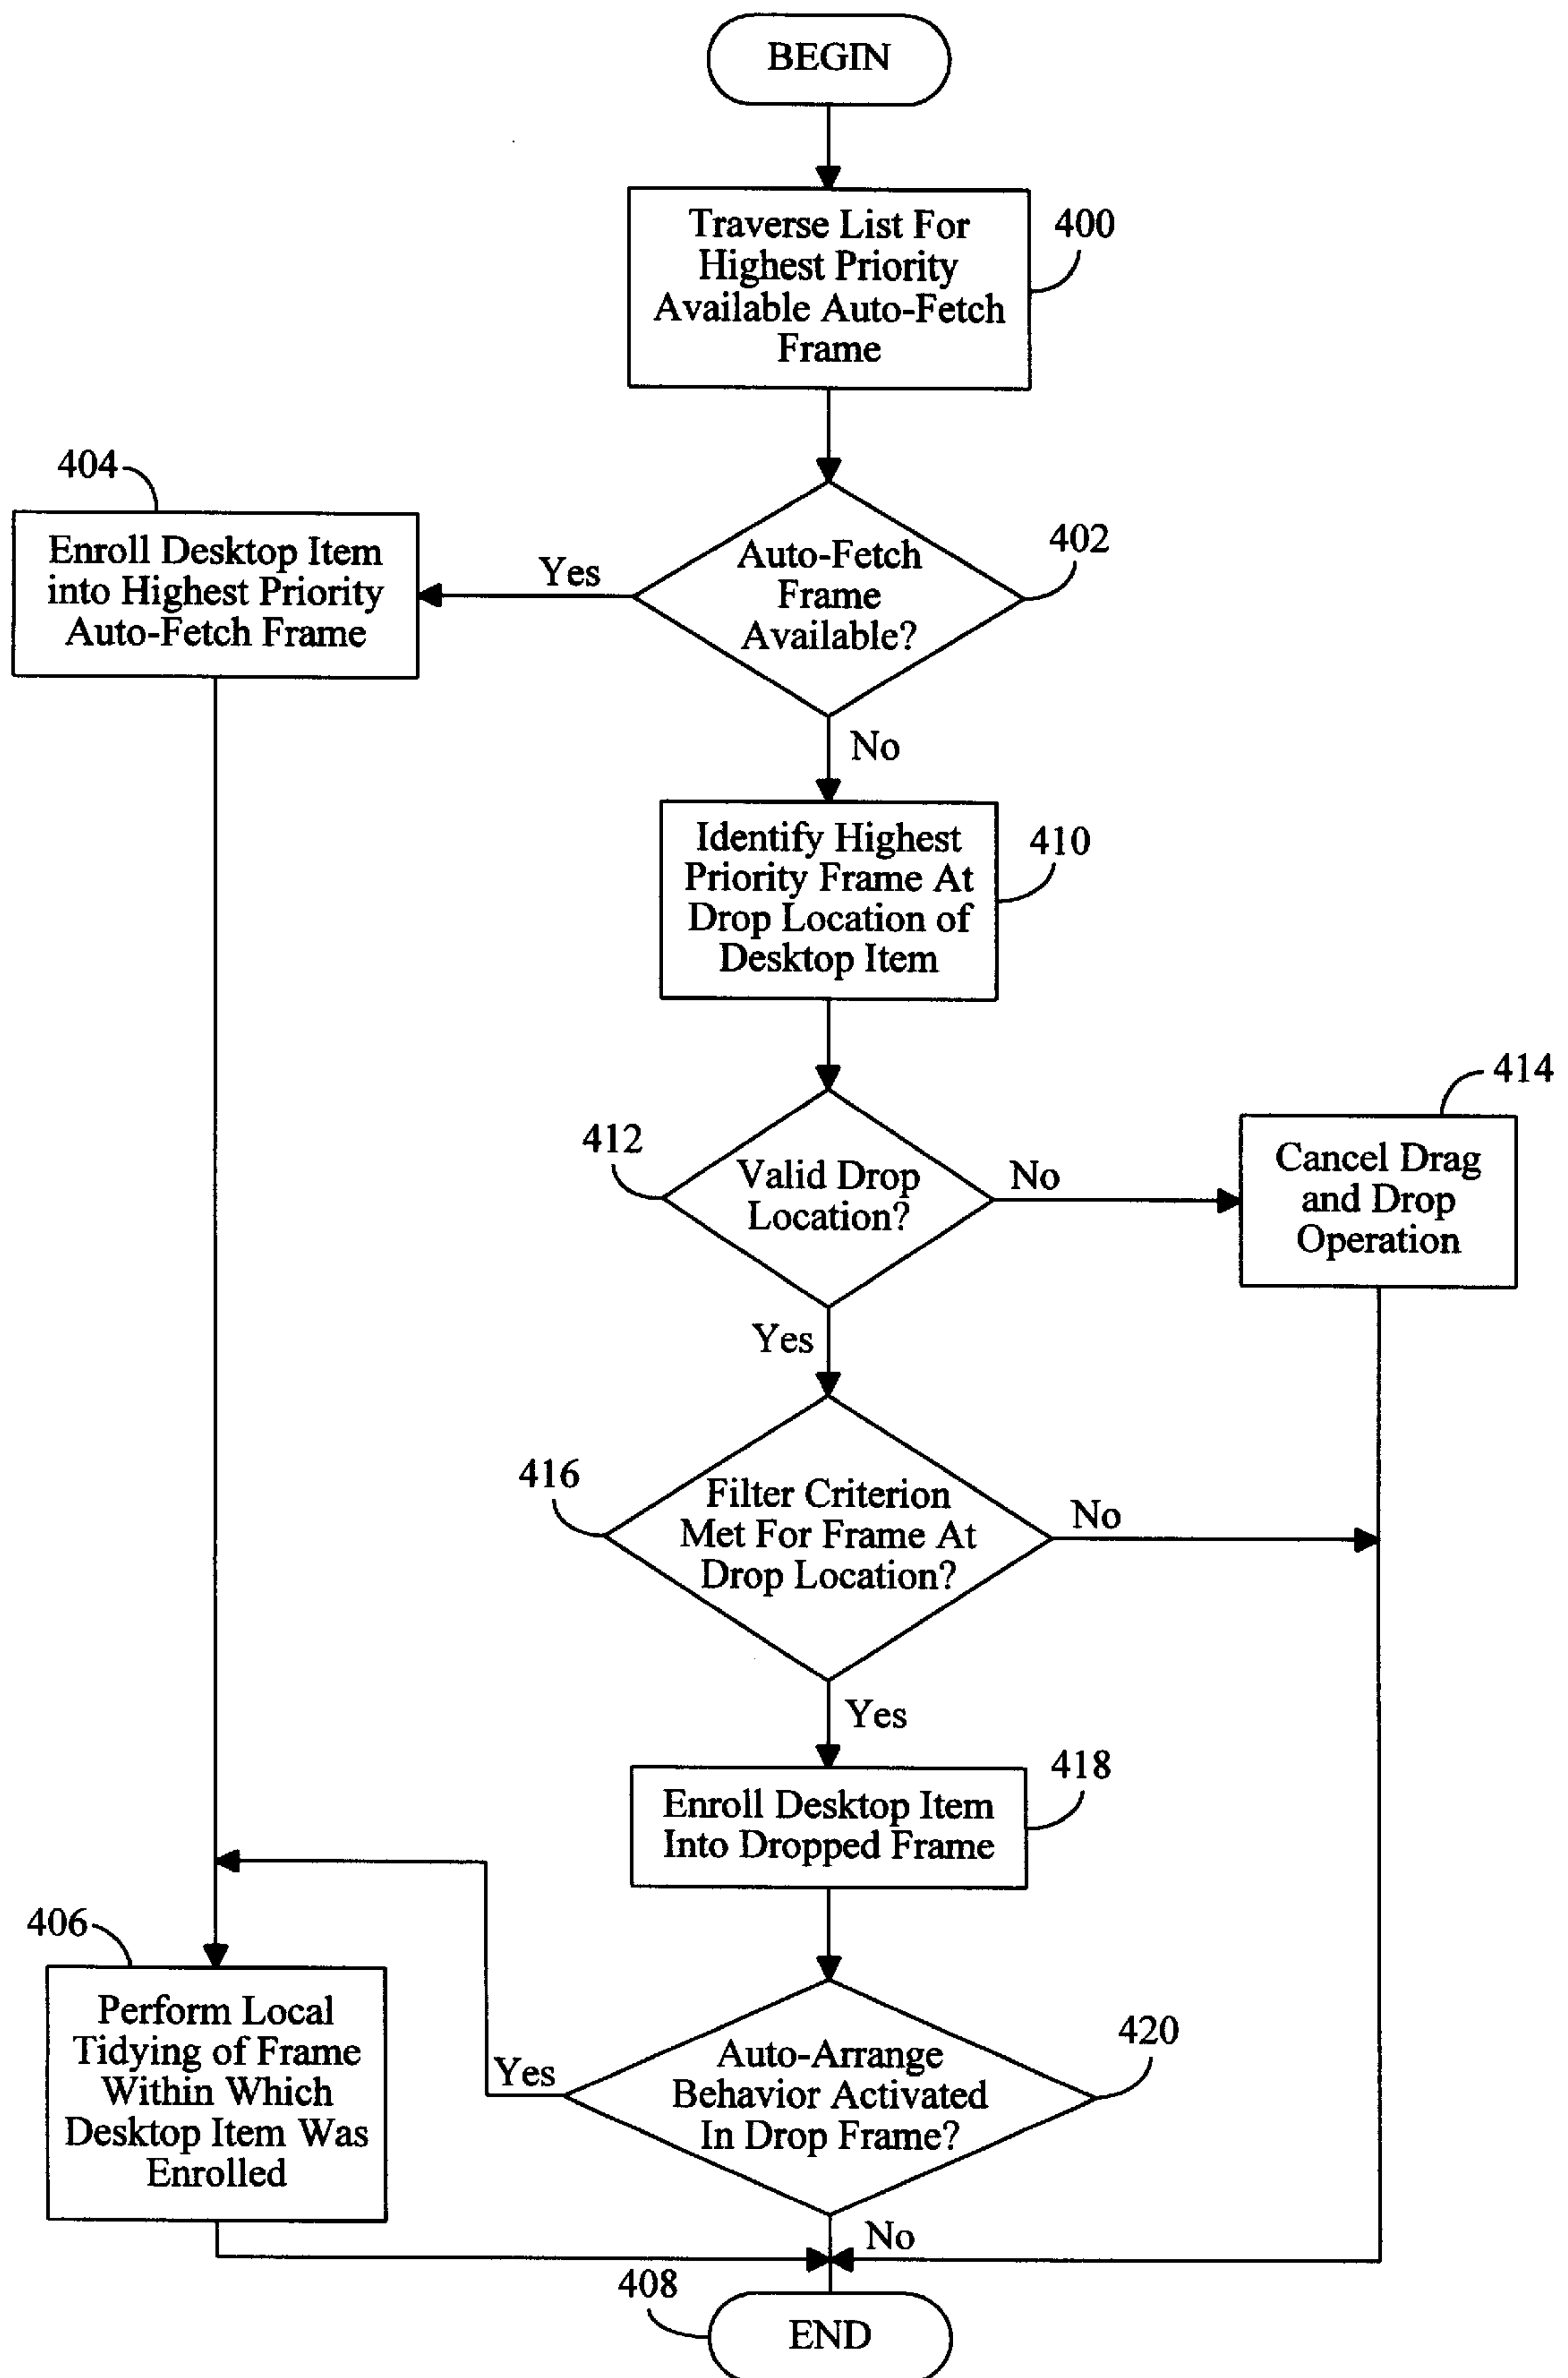 BEGIN
Traverse List For
Highest Priority
Available Auto-Fetch
Frame
400
404
Enroll Desktop Item
into Highest Priority
Auto-Fetch Frame
Yes
Auto-Fetch
Frame
Available?
402
No
Identify Highest
Priority Frame At
Drop Location of
Desktop Item
410
412
Valid Drop
Location?
No
414
Cancel Drag
and Drop
Operation
Yes
416
Filter Criterion
Met For Frame At
Drop Location?
No
Yes
Enroll Desktop Item
Into Dropped Frame
418
406
Perform Local
Tidying of Frame
Within Which
Desktop Item Was
Enrolled
Yes
Auto-Arrange
Behavior Activated
In Drop Frame?
420
No
408
END